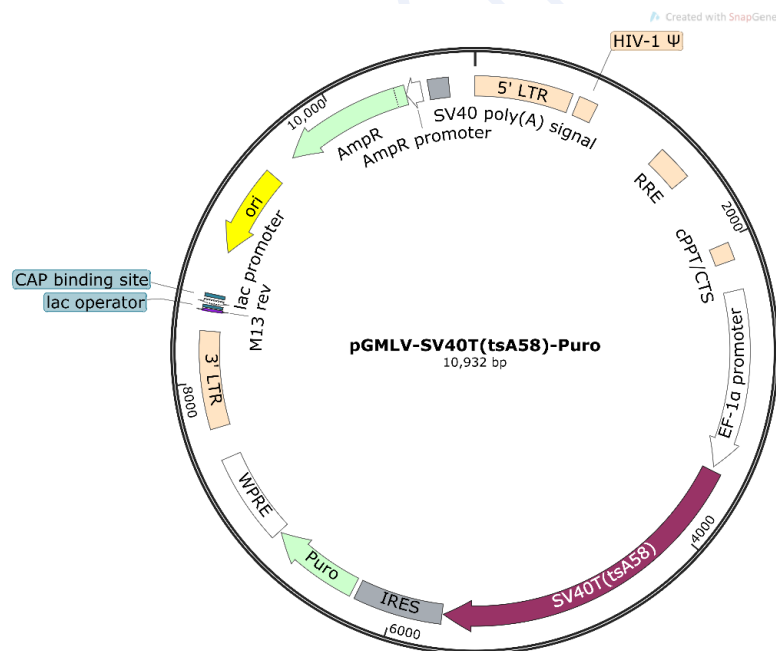 Created with SnapGene
HIV-1 Ψ
5' LTR
SV40 poly(A) signal
AmpR promoter
AmpR
10,000
RRE
2000
cPPT/CTS
ori
lac promoter
CAP binding site
lac operator
M13 rev
pGMLV-SV40T(tsA58)-Puro
10,932 bp
EF-1α promoter
3' LTR
8000
WPRE
4000
SV40T(tsA58)
Puro
IRES
6000